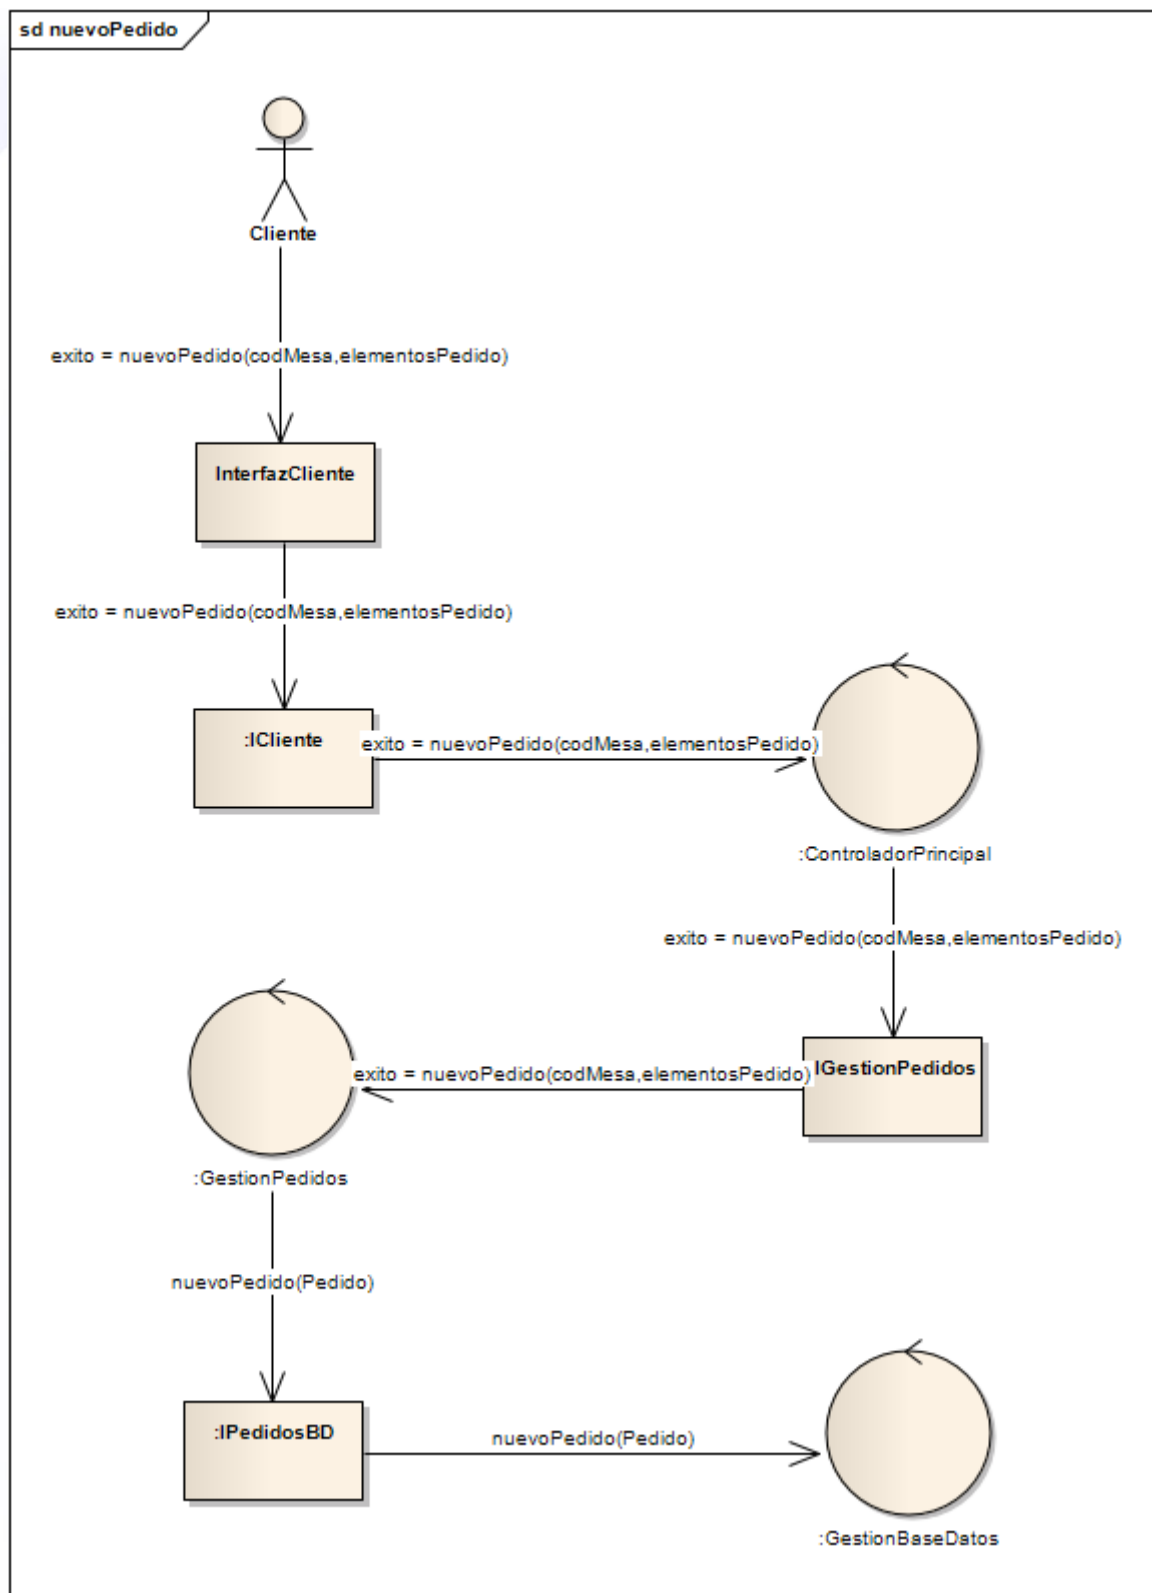 sd nuevoPedido
Cliente
exito = nuevoPedido(codMesa,elementosPedido)
InterfazCliente
exito = nuevoPedido(codMesa,elementosPedido)
:ICliente
exito = nuevoPedido(codMesa,elementosPedido)
:ControladorPrincipal
exito = nuevoPedido(codMesa,elementosPedido)
IGestionPedidos
exito = nuevoPedido(codMesa,elementosPedido)
:GestionPedidos
nuevoPedido(Pedido)
:IPedidosBD
nuevoPedido(Pedido)
:GestionBaseDatos